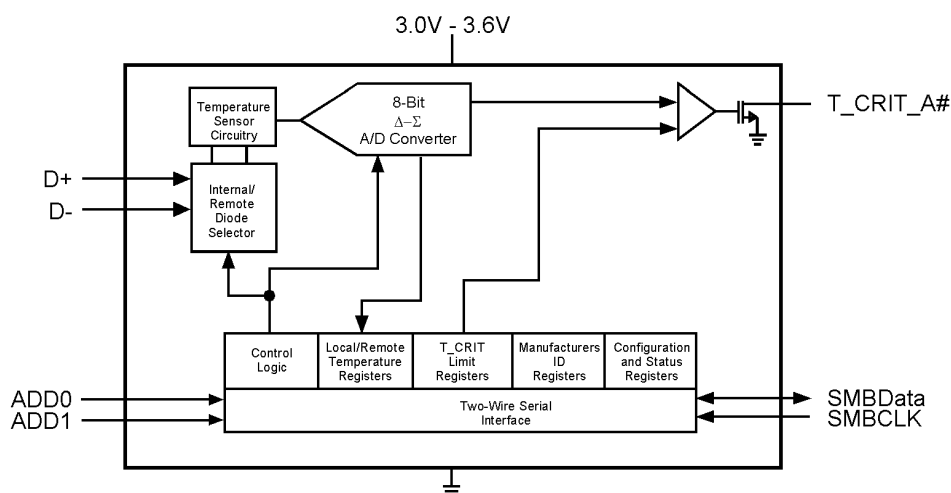 3.0V - 3.6V
Temperature
Sensor
Circuitry
8-Bit
Δ–Σ
A/D Converter
T_CRIT_A#
D+
D-
Internal/
Remote
Diode
Selector
Control
Logic
Local/Remote
Temperature
Registers
T_CRIT
Limit
Registers
Manufacturers
ID
Registers
Configuration
and Status
Registers
ADD0
ADD1
Two-Wire Serial
Interface
SMBData
SMBCLK